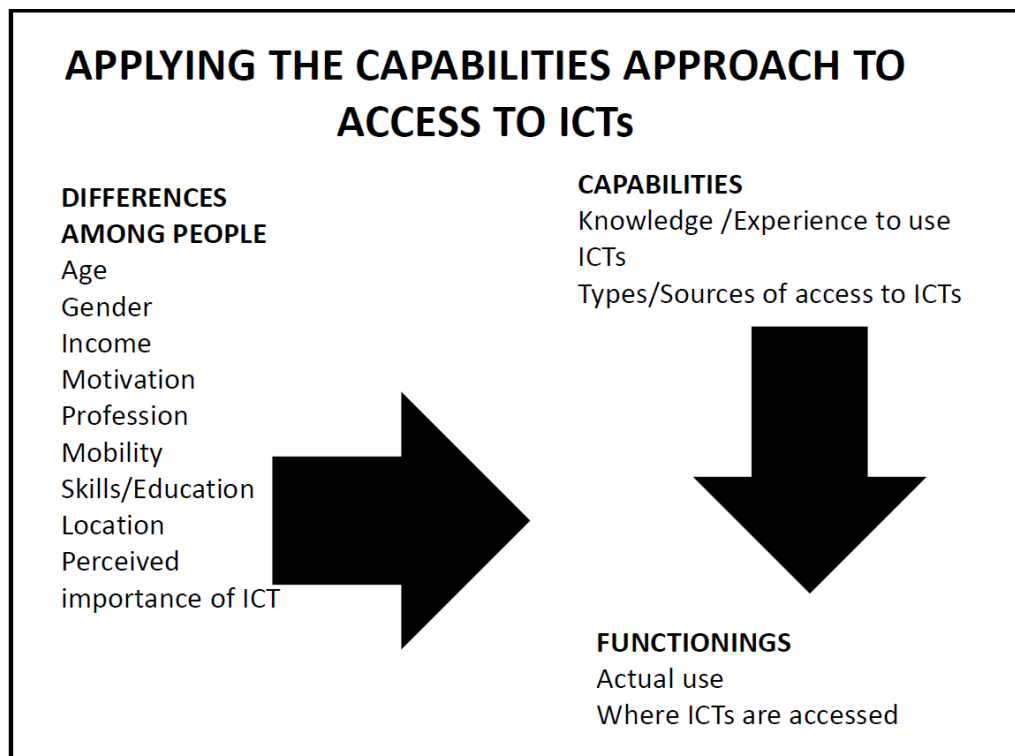 APPLYING THE CAPABILITIES APPROACH TO
ACCESS TO ICTs
DIFFERENCES
AMONG PEOPLE
Age
Gender
Income
Motivation
Profession
Mobility
Skills/Education
Location
Perceived
importance of ICT
CAPABILITIES
Knowledge /Experience to use
ICTs
Types/Sources of access to ICTs
FUNCTIONINGS
Actual use
Where ICTs are accessed